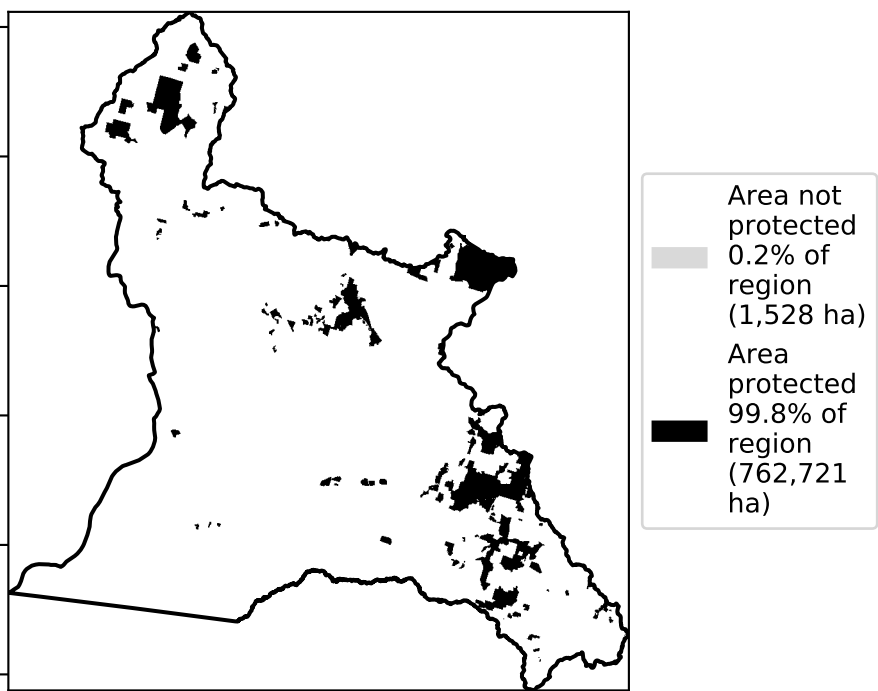 Area not
protected
0.2% of
region
(1,528 ha)
Area
protected
99.8% of
region
(762,721
ha)